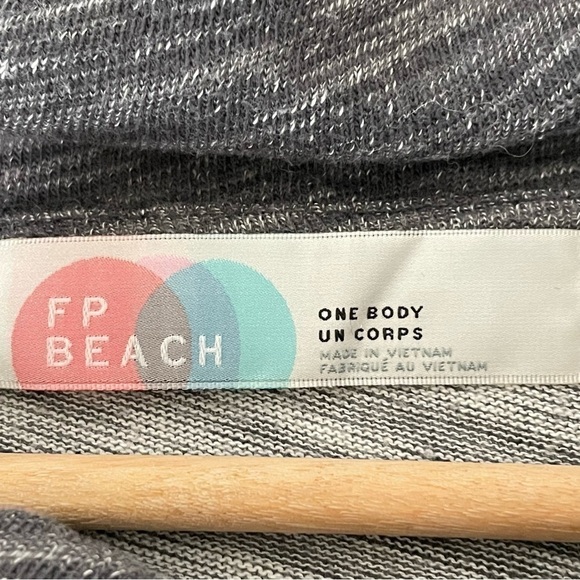 FP
BEACH
ONE BODY
UN CORPS
MADE IN VIETNAM
FABRIQUÉ AU VIETNAM